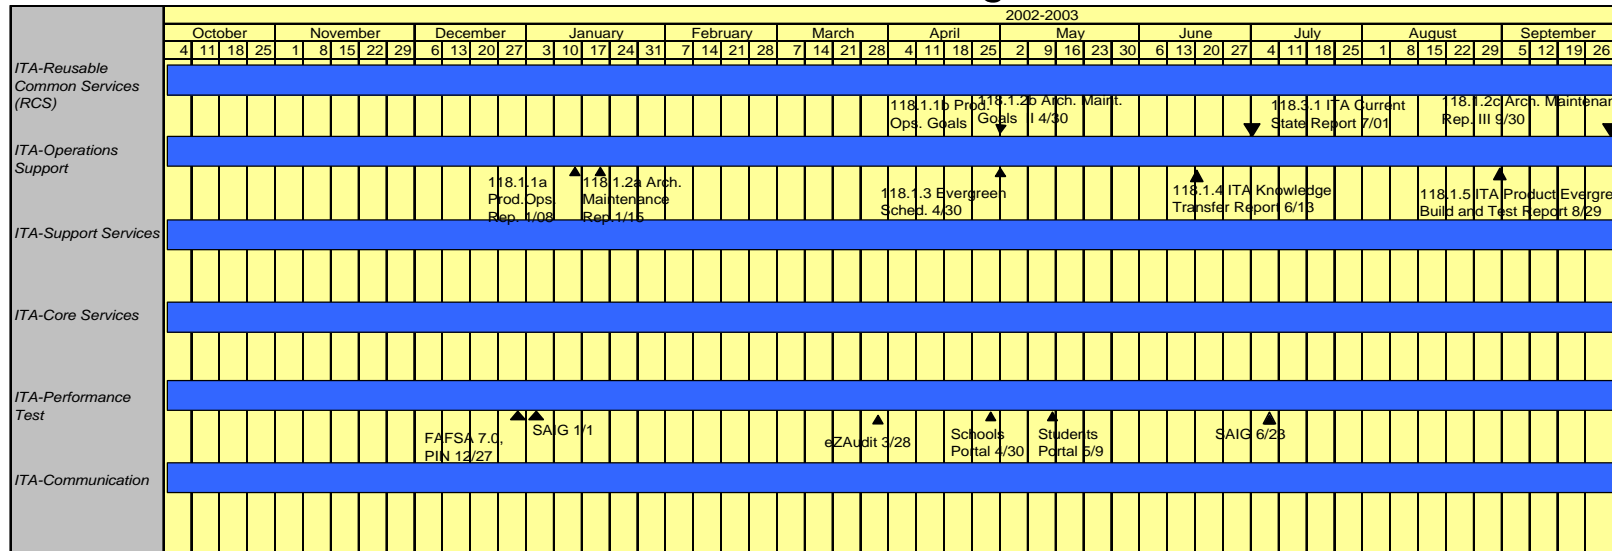 2002-2003
October November December January February March April May June July August September
4 11 18 25 1 8 15 22 29 6 13 20 27 3 10 17 24 31 7 14 21 28 7 14 21 28 4 11 18 25 2 9 16 23 30 6 13 20 27 4 11 18 25 1 8 15 22 29 5 12 19 26
ITA-Reusable
Common Services
(RCS)
118.1.1b Prod.
Ops. Goals
118.1.2b Arch. Maint.
Goals II 4/30
118.3.1 ITA Current
State Report 7/01
118.1.2c Arch. Maintenan
Rep. III 9/30
ITA-Operations
Support
118.1.1a
Prod.Ops.
Rep. 1/08
118.1.2a Arch.
Maintenance
Rep.1/15
118.1.3 Evergreen
Sched. 4/30
118.1.4 ITA Knowledge
Transfer Report 6/13
118.1.5 ITA Product Evergre
Build and Test Report 8/29
ITA-Support Services
ITA-Core Services
ITA-Performance
Test
FAFSA 7.0,
PIN 12/27
SAIG 1/1
eZAudit 3/28
Schools
Portal 4/30
Students
Portal 5/9
SAIG 6/23
ITA-Communication